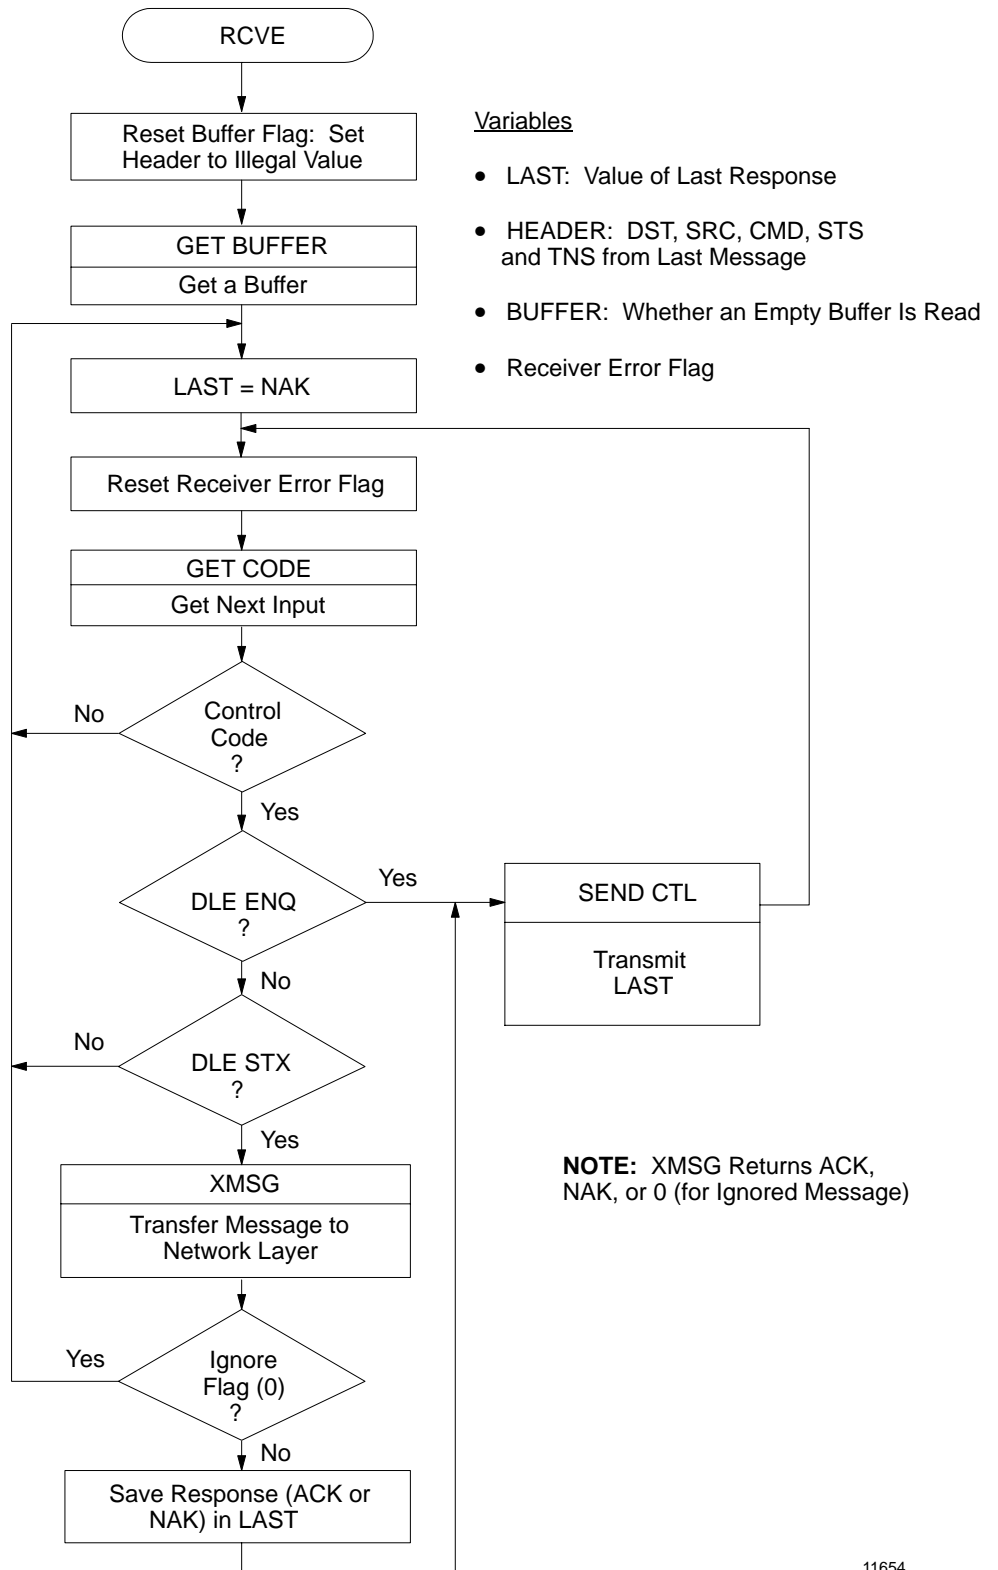 RCVE
Reset Buffer Flag: Set
Header to Illegal Value
GET BUFFER
Get a Buffer
LAST = NAK
Reset Receiver Error Flag
GET CODE
Get Next Input
Control
Code
?
No
Yes
DLE ENQ
?
Yes
No
SEND CTL
Transmit
LAST
DLE STX
?
No
Yes
XMSG
Transfer Message to
Network Layer
Ignore
Flag (0)
?
Yes
No
Save Response (ACK or
NAK) in LAST
Variables
• LAST: Value of Last Response
• HEADER: DST, SRC, CMD, STS
and TNS from Last Message
• BUFFER: Whether an Empty Buffer Is Read
• Receiver Error Flag
NOTE: XMSG Returns ACK,
NAK, or 0 (for Ignored Message)
11654